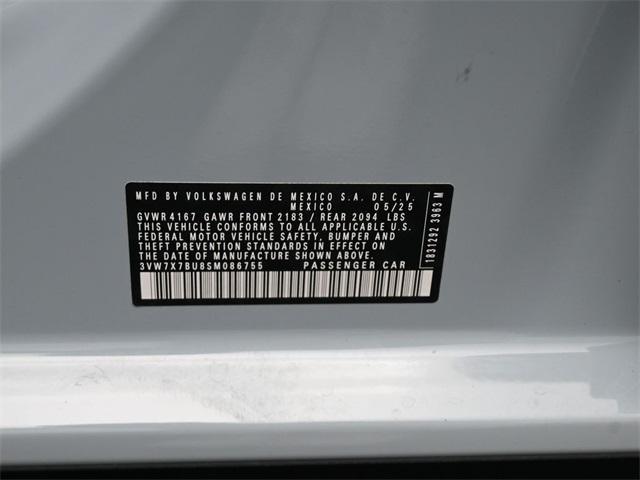 MFD BY VOLKSWAGEN DE MEXICO S.A. DE C.V.
MEXICO 05/25
GVWR 4167 GAWR FRONT 2183 / REAR 2094 LBS
THIS VEHICLE CONFORMS TO ALL APPLICABLE U.S.
FEDERAL MOTOR VEHICLE SAFETY, BUMPER AND
THEFT PREVENTION STANDARDS IN EFFECT ON
THE DATE OF MANUFACTURE SHOWN ABOVE.
3VW7X7BU8SM086755 PASSENGER CAR
1831292 3963 M